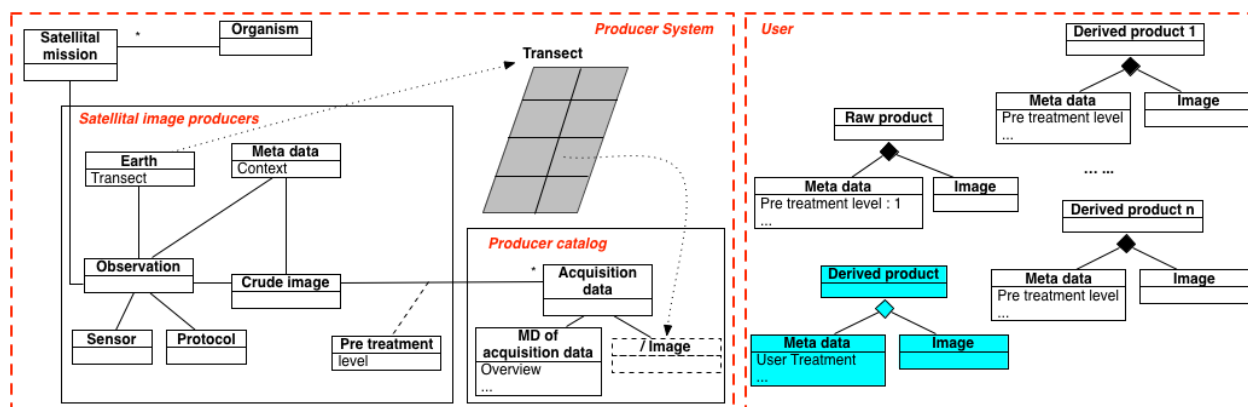 Satellital
mission
*
Organism
Producer System
Transect
Satellital image producers
Earth
Transect
Meta data
Context
Observation
Crude image
Sensor
Protocol
Pre treatment
level
Producer catalog
*
Acquisition
data
MD of
acquisition data
Overview
...
/ Image
User
Derived product 1
Meta data
Pre treatment level
...
Image
Raw product
Meta data
Pre treatment level : 1
...
Image
... ...
Derived product n
Meta data
Pre treatment level
...
Image
Derived product
Meta data
User Treatment
...
Image